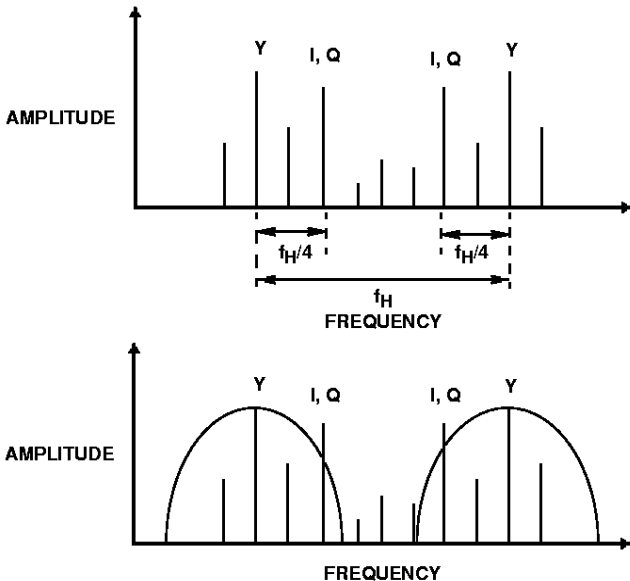 Y
I, Q
I, Q
Y
AMPLITUDE
fH/4
fH/4
fH
FREQUENCY
Y
I, Q
I, Q
Y
AMPLITUDE
FREQUENCY